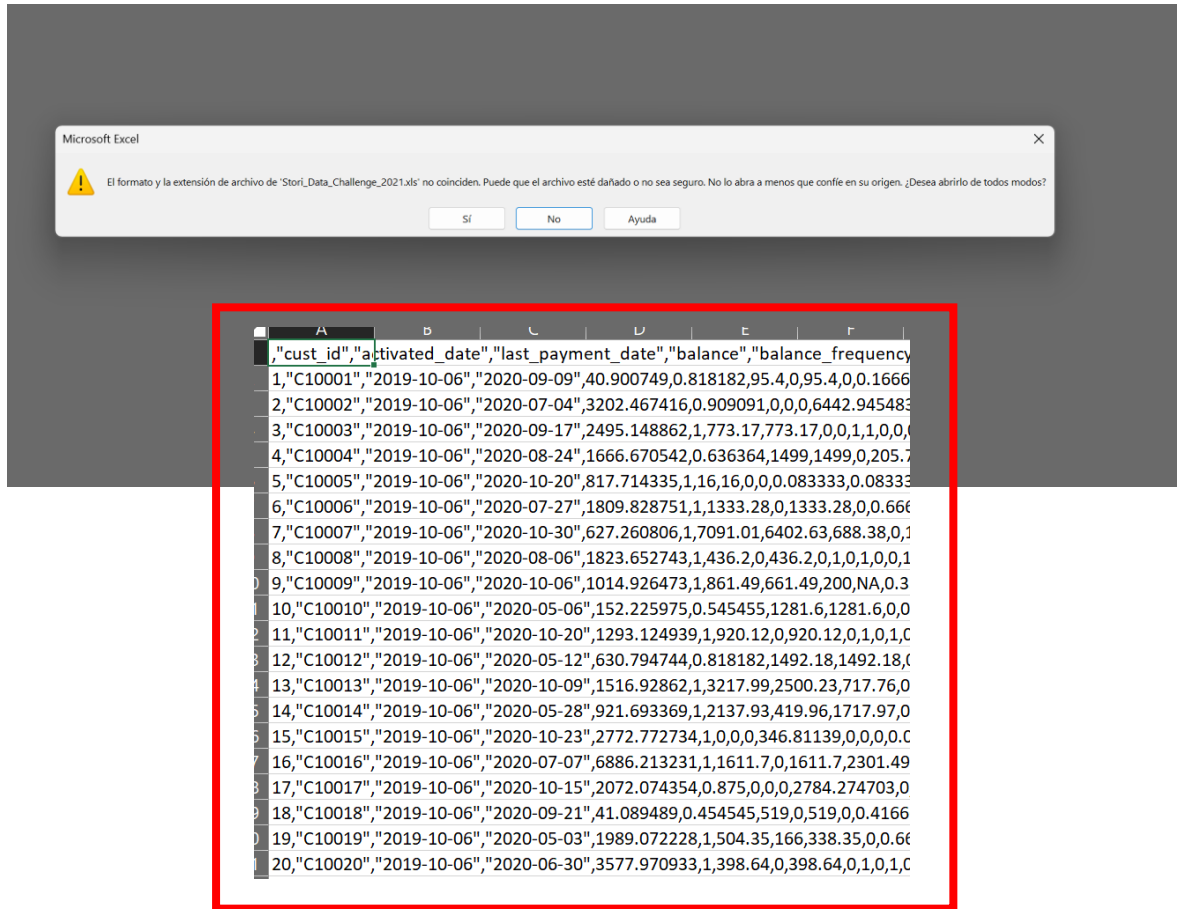 Microsoft Excel
El formato y la extensión de archivo de 'Stori_Data_Challenge_2021.xls' no coinciden. Puede que el archivo esté dañado o no sea seguro. No lo abra a menos que confíe en su origen. ¿Desea abrirlo de todos modos?
Sí No Ayuda
A B C D E F
,"cust_id","activated_date","last_payment_date","balance","balance_frequency
1,"C10001","2019-10-06","2020-09-09",40.900749,0.818182,95.4,0,95.4,0,0.1666
2,"C10002","2019-10-06","2020-07-04",3202.467416,0.909091,0,0,0,6442.945483
3,"C10003","2019-10-06","2020-09-17",2495.148862,1,773.17,773.17,0,0,1,1,0,0,
4,"C10004","2019-10-06","2020-08-24",1666.670542,0.636364,1499,1499,0,205.7
5,"C10005","2019-10-06","2020-10-20",817.714335,1,16,16,0,0,0.083333,0.08333
6,"C10006","2019-10-06","2020-07-27",1809.828751,1,1333.28,0,1333.28,0,0.666
7,"C10007","2019-10-06","2020-10-30",627.260806,1,7091.01,6402.63,688.38,0,1
8,"C10008","2019-10-06","2020-08-06",1823.652743,1,436.2,0,436.2,0,1,0,1,0,0,1
9,"C10009","2019-10-06","2020-10-06",1014.926473,1,861.49,661.49,200,NA,0.3
10,"C10010","2019-10-06","2020-05-06",152.225975,0.545455,1281.6,1281.6,0,0
11,"C10011","2019-10-06","2020-10-20",1293.124939,1,920.12,0,920.12,0,1,0,1,0
12,"C10012","2019-10-06","2020-05-12",630.794744,0.818182,1492.18,1492.18,0
13,"C10013","2019-10-06","2020-10-09",1516.92862,1,3217.99,2500.23,717.76,0
14,"C10014","2019-10-06","2020-05-28",921.693369,1,2137.93,419.96,1717.97,0
15,"C10015","2019-10-06","2020-10-23",2772.772734,1,0,0,0,346.81139,0,0,0,0.0
16,"C10016","2019-10-06","2020-07-07",6886.213231,1,1611.7,0,1611.7,2301.49
17,"C10017","2019-10-06","2020-10-15",2072.074354,0.875,0,0,0,2784.274703,0
18,"C10018","2019-10-06","2020-09-21",41.089489,0.454545,519,0,519,0,0.4166
19,"C10019","2019-10-06","2020-05-03",1989.072228,1,504.35,166,338.35,0,0.66
20,"C10020","2019-10-06","2020-06-30",3577.970933,1,398.64,0,398.64,0,1,0,1,0